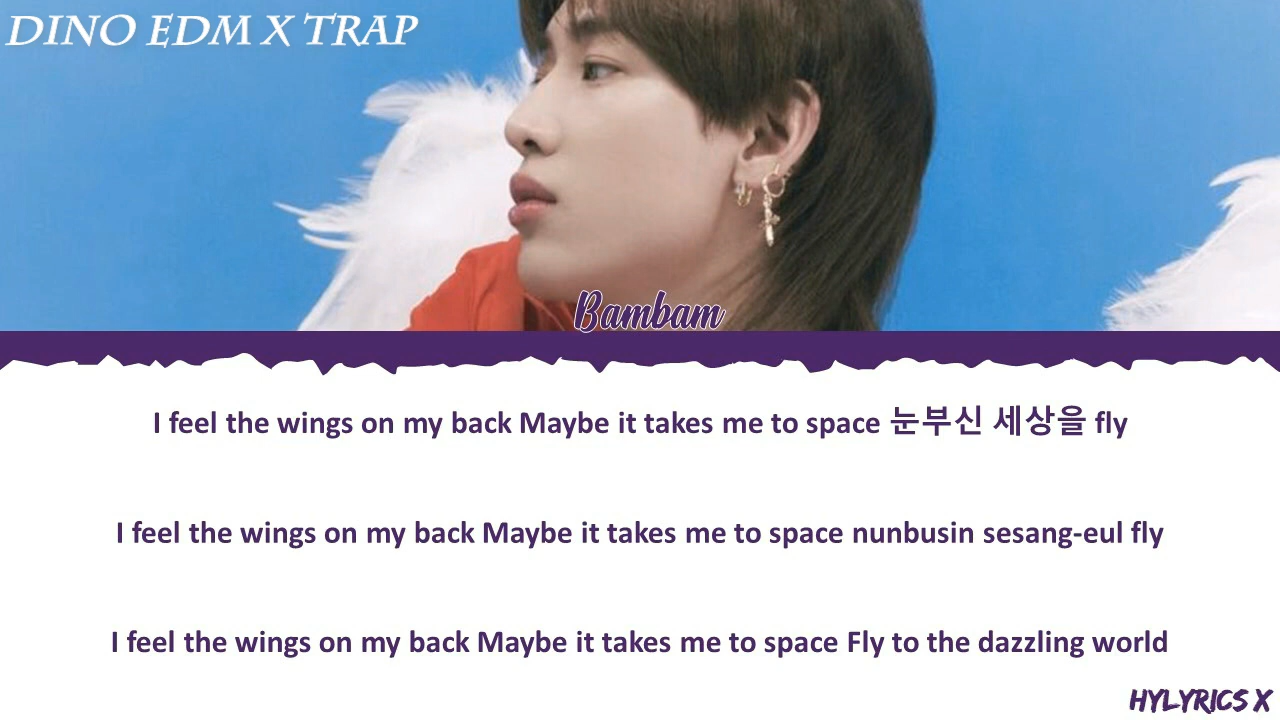 DINO EDM X TRAP
Bambam
I feel the wings on my back Maybe it takes me to space 눈부신 세상을 fly
I feel the wings on my back Maybe it takes me to space nunbusin sesang-eul fly
I feel the wings on my back Maybe it takes me to space Fly to the dazzling world
HYLYRICS X